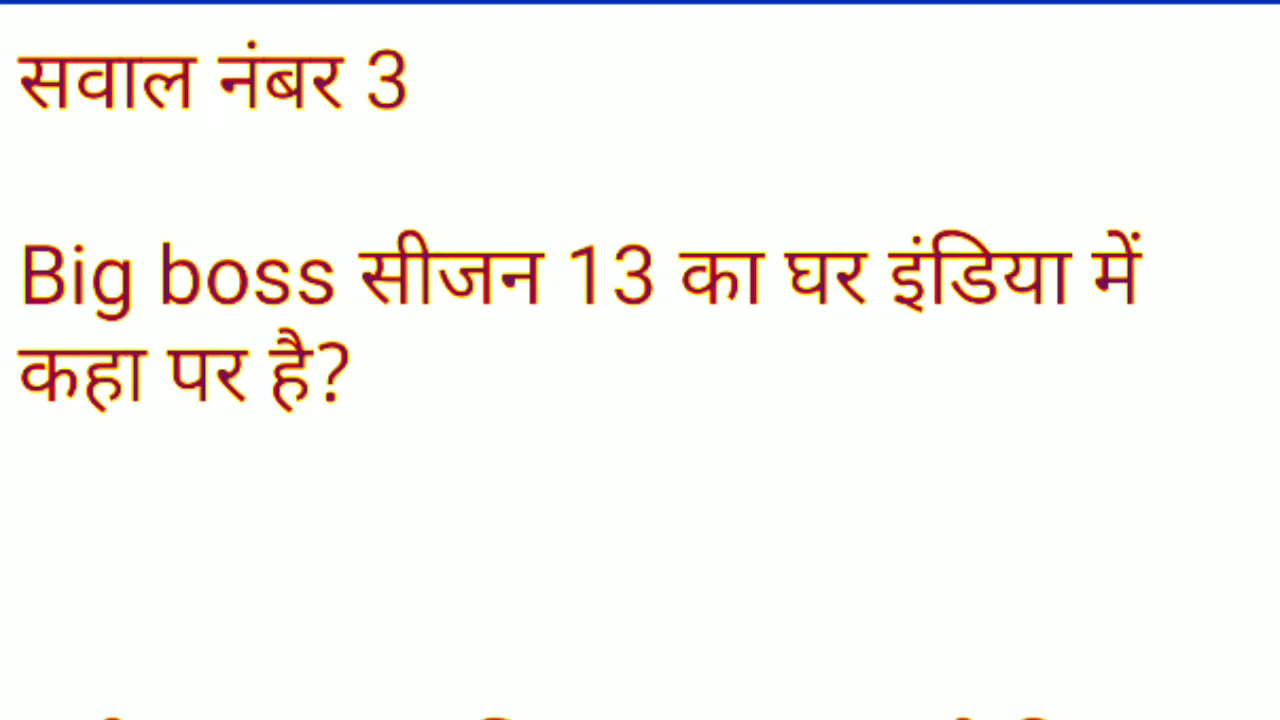 सवाल नंबर 3
Big boss सीजन 13 का घर इंडिया में
कहा पर है?